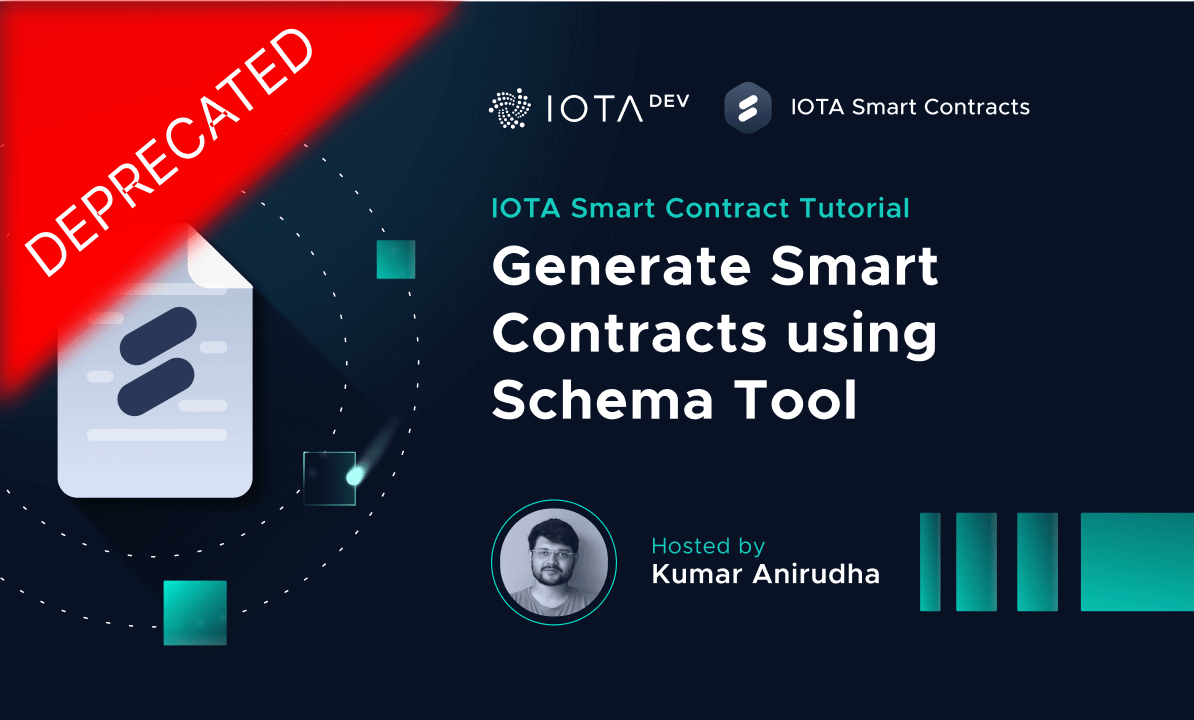 DEPRECATED
IOTA DEV
IOTA Smart Contracts
IOTA Smart Contract Tutorial
Generate Smart
Contracts using
Schema Tool
Hosted by
Kumar Anirudha